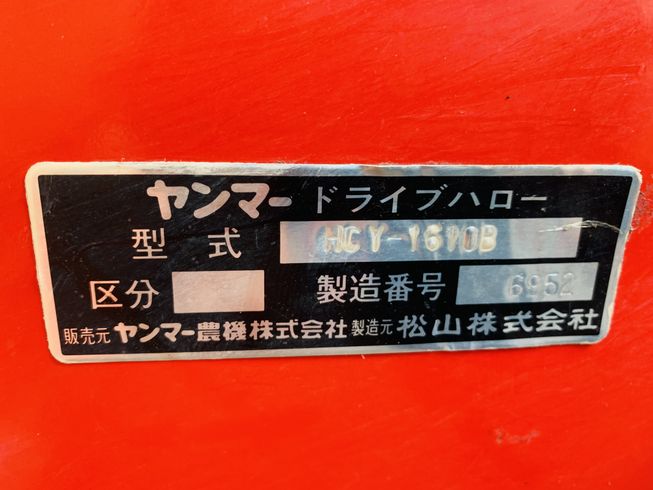 ヤンマー ドライブハロー
型式 HCY-1610B
区分 製造番号 6952
販売元 ヤンマー農機株式会社 製造元 松山株式会社